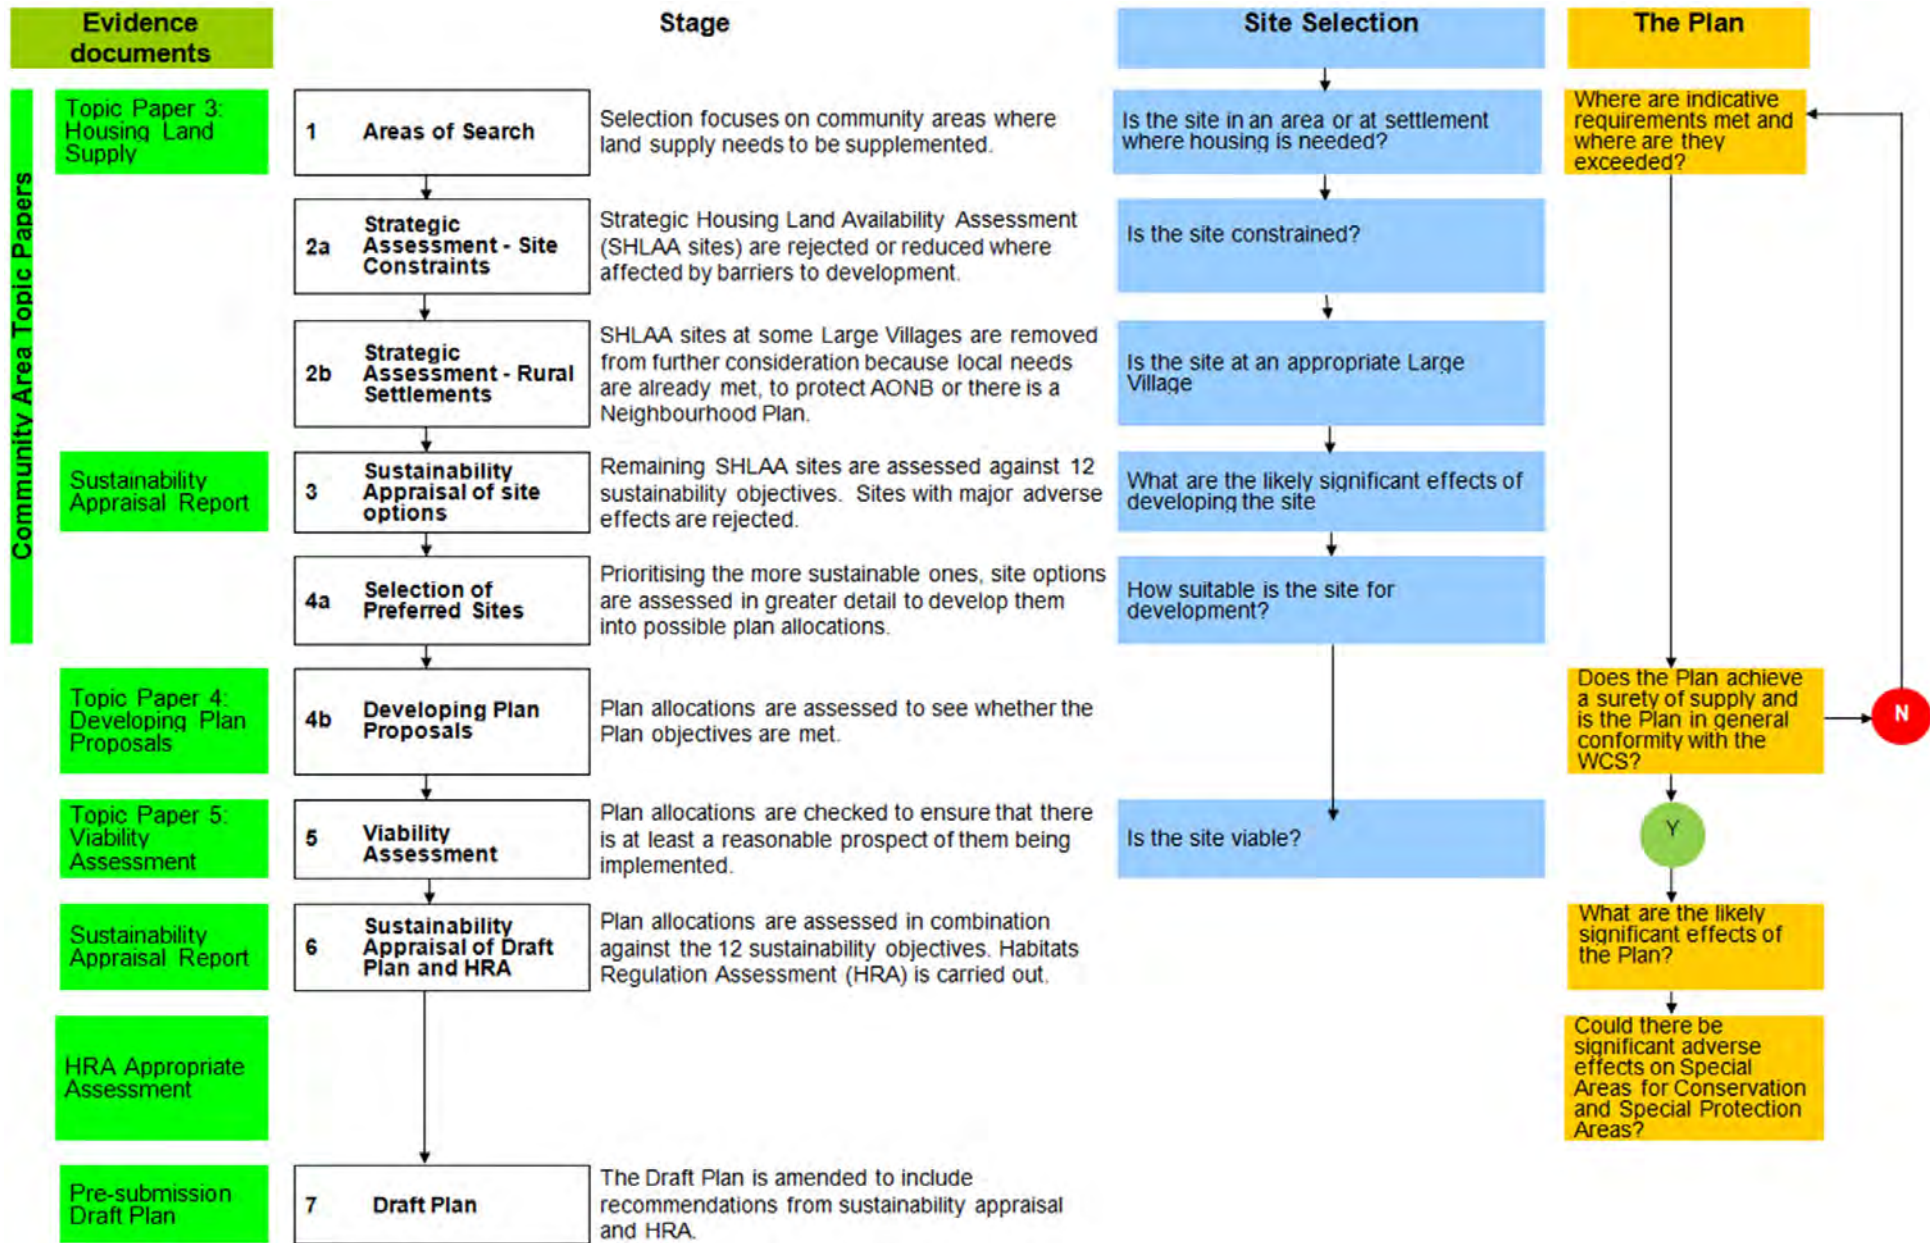 Evidence
documents
Stage
Site Selection
The Plan
Community Area Topic Papers
Topic Paper 3:
Housing Land
Supply
1 Areas of Search
Selection focuses on community areas where
land supply needs to be supplemented.
Is the site in an area or at settlement
where housing is needed?
Where are indicative
requirements met and
where are they
exceeded?
2a Strategic
Assessment - Site
Constraints
Strategic Housing Land Availability Assessment
(SHLAA sites) are rejected or reduced where
affected by barriers to development.
Is the site constrained?
2b Strategic
Assessment - Rural
Settlements
SHLAA sites at some Large Villages are removed
from further consideration because local needs
are already met, to protect AONB or there is a
Neighbourhood Plan.
Is the site at an appropriate Large
Village
Sustainability
Appraisal Report
3 Sustainability
Appraisal of site
options
Remaining SHLAA sites are assessed against 12
sustainability objectives. Sites with major adverse
effects are rejected.
What are the likely significant effects of
developing the site
4a Selection of
Preferred Sites
Prioritising the more sustainable ones, site options
are assessed in greater detail to develop them
into possible plan allocations.
How suitable is the site for
development?
Topic Paper 4:
Developing Plan
Proposals
4b Developing Plan
Proposals
Plan allocations are assessed to see whether the
Plan objectives are met.
Does the Plan achieve
a surety of supply and
is the Plan in general
conformity with the
WCS?
N
Topic Paper 5:
Viability
Assessment
5 Viability
Assessment
Plan allocations are checked to ensure that there
is at least a reasonable prospect of them being
implemented.
Is the site viable?
Y
Sustainability
Appraisal Report
6 Sustainability
Appraisal of Draft
Plan and HRA
Plan allocations are assessed in combination
against the 12 sustainability objectives. Habitats
Regulation Assessment (HRA) is carried out.
What are the likely
significant effects of
the Plan?
HRA Appropriate
Assessment
Could there be
significant adverse
effects on Special
Areas for Conservation
and Special Protection
Areas?
Pre-submission
Draft Plan
7 Draft Plan
The Draft Plan is amended to include
recommendations from sustainability appraisal
and HRA.